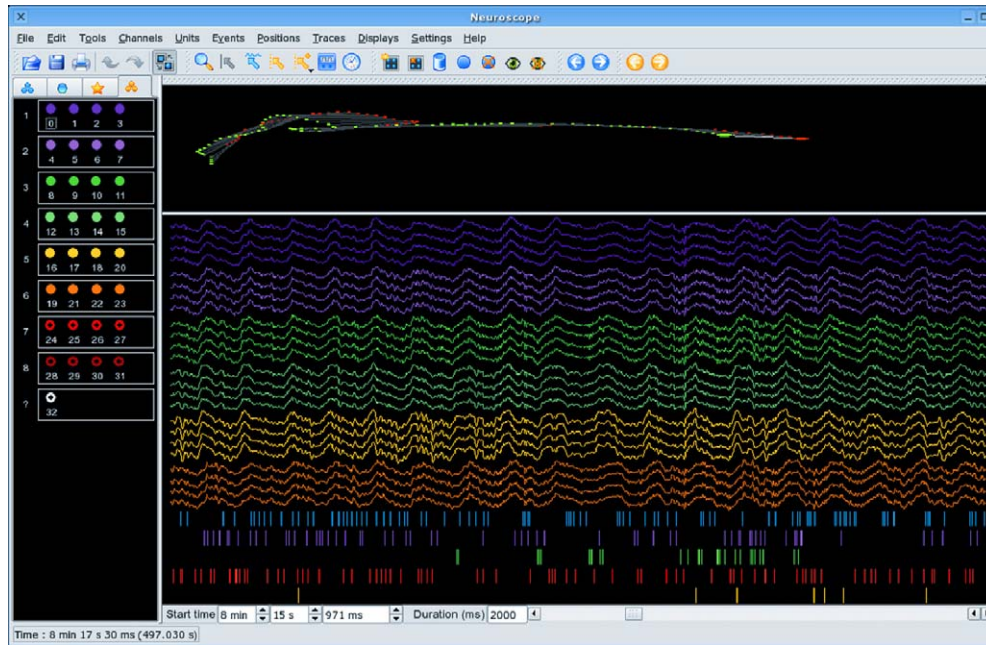 Neuroscope
File Edit Tools Channels Units Events Positions Traces Displays Settings Help
1
0 1 2 3
2
4 5 6 7
3
8 9 10 11
4
12 13 14 15
5
16 17 18 20
6
19 21 22 23
7
24 25 26 27
8
28 29 30 31
?
32
Start time 8 min 15 s 971 ms Duration (ms) 2000
Time : 8 min 17 s 30 ms (497.030 s)